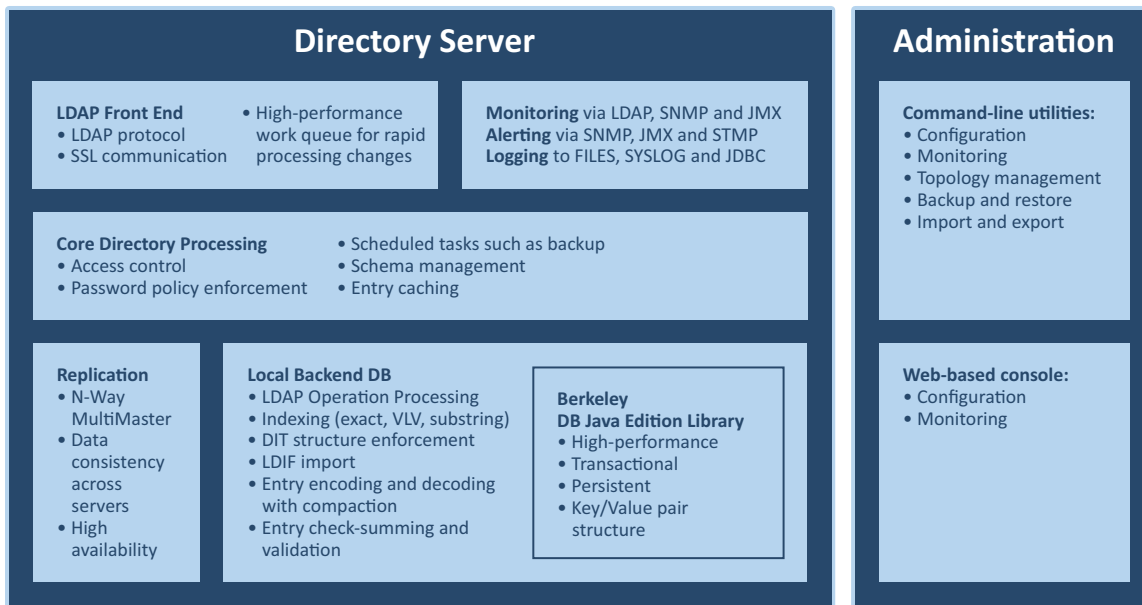 Directory Server
LDAP Front End
• LDAP protocol
• SSL communication
• High-performance
work queue for rapid
processing changes
Monitoring via LDAP, SNMP and JMX
Alerting via SNMP, JMX and STMP
Logging to FILES, SYSLOG and JDBC
Core Directory Processing
• Access control
• Password policy enforcement
• Scheduled tasks such as backup
• Schema management
• Entry caching
Replication
• N-Way
MultiMaster
• Data
consistency
across
servers
• High
availability
Local Backend DB
• LDAP Operation Processing
• Indexing (exact, VLV, substring)
• DIT structure enforcement
• LDIF import
• Entry encoding and decoding
with compaction
• Entry check-summing and
validation
Berkeley
DB Java Edition Library
• High-performance
• Transactional
• Persistent
• Key/Value pair
structure
Administration
Command-line utilities:
• Configuration
• Monitoring
• Topology management
• Backup and restore
• Import and export
Web-based console:
• Configuration
• Monitoring